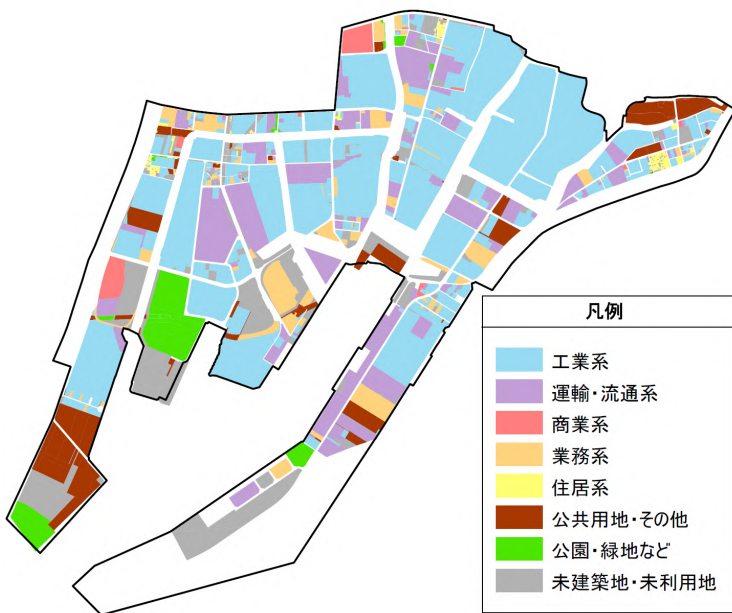 凡例
工業系
運輸・流通系
商業系
業務系
住居系
公共用地・その他
公園・緑地など
未建築地・未利用地